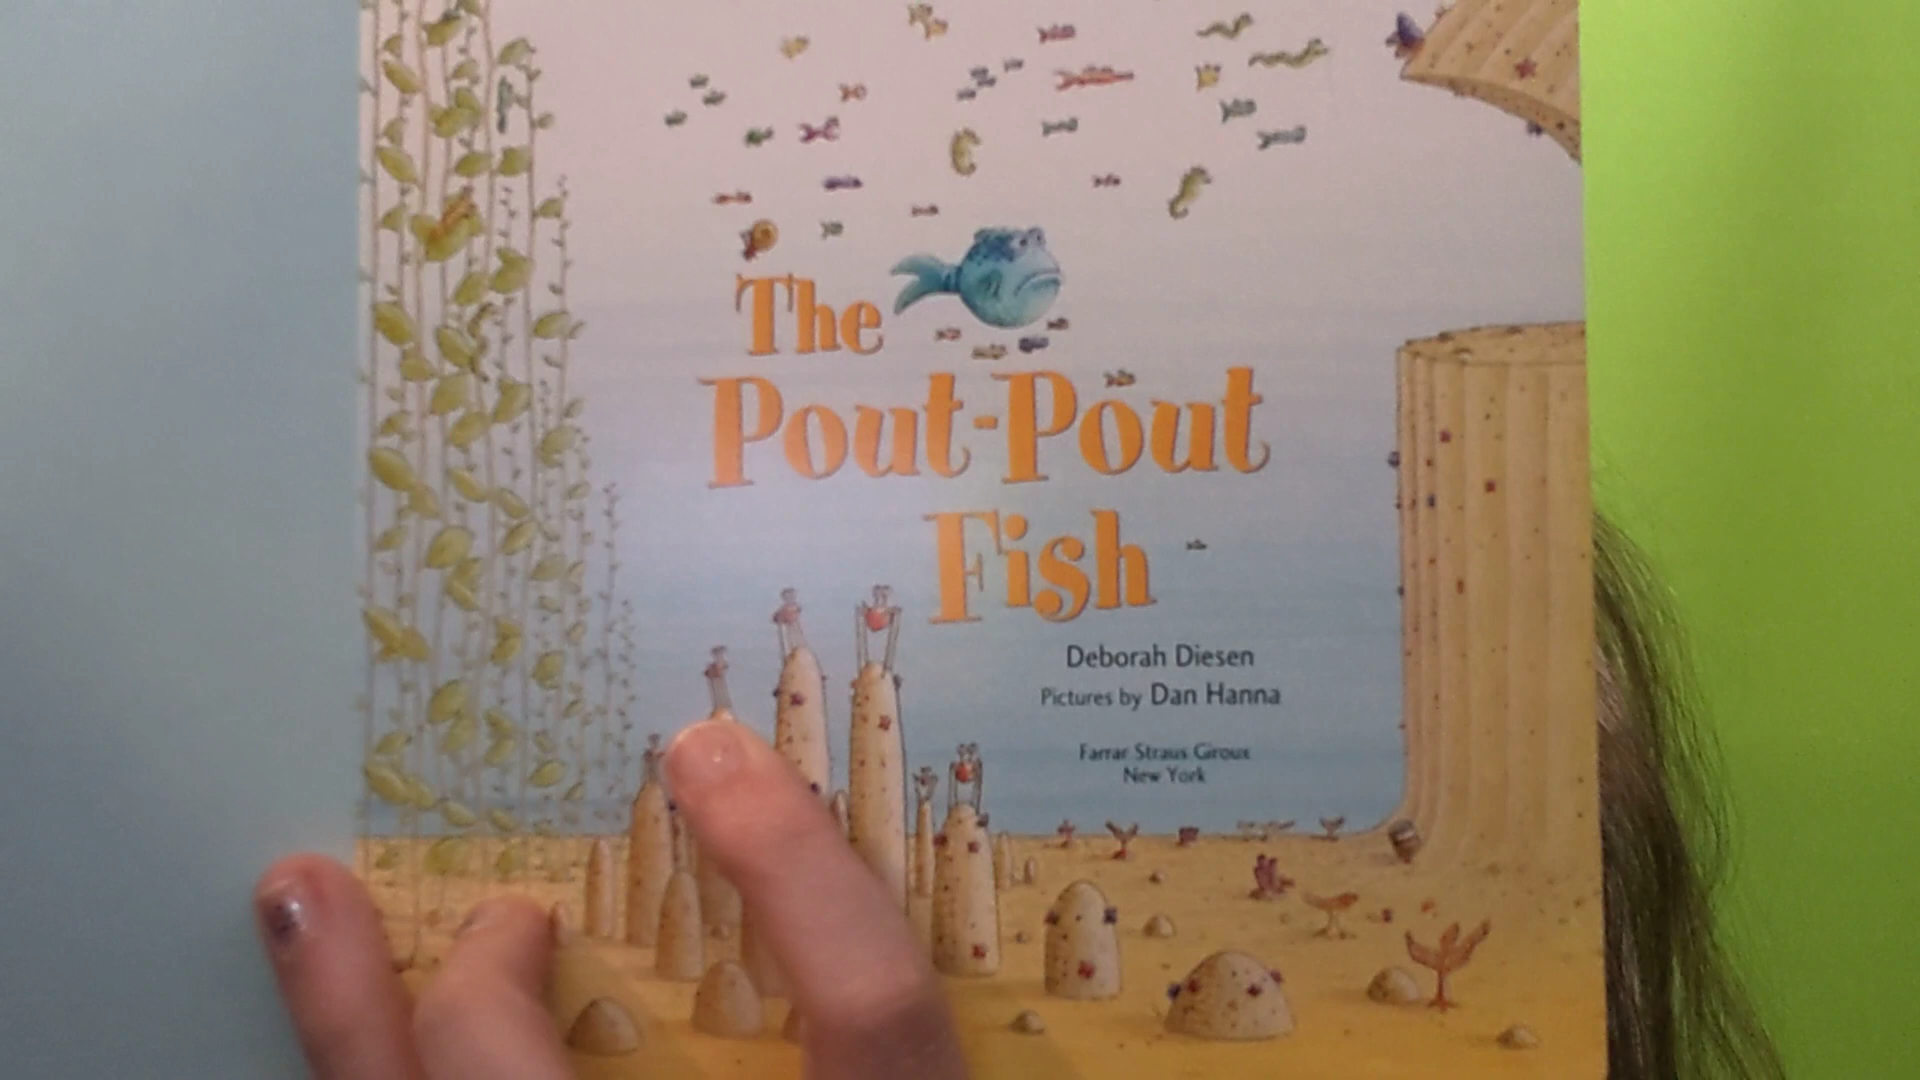 The
Pout-Pout
Fish
Deborah Diesen
Pictures by Dan Hanna
Farrar Straus Giroux
New York